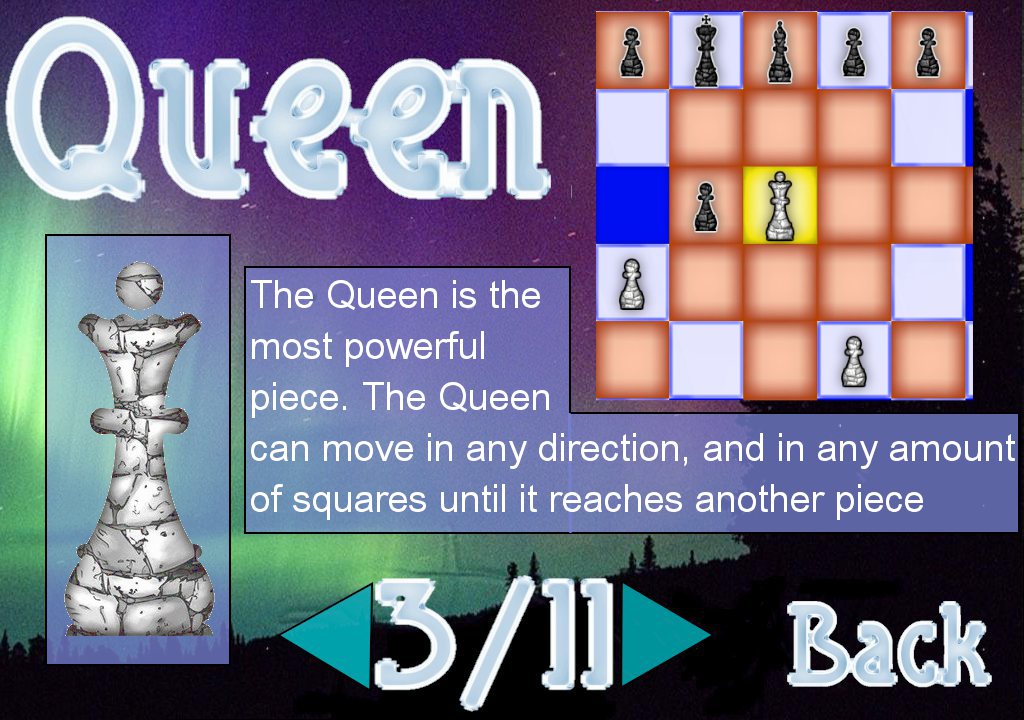 Queen
The Queen is the
most powerful
piece. The Queen
can move in any direction, and in any amount
of squares until it reaches another piece
3/11
Back